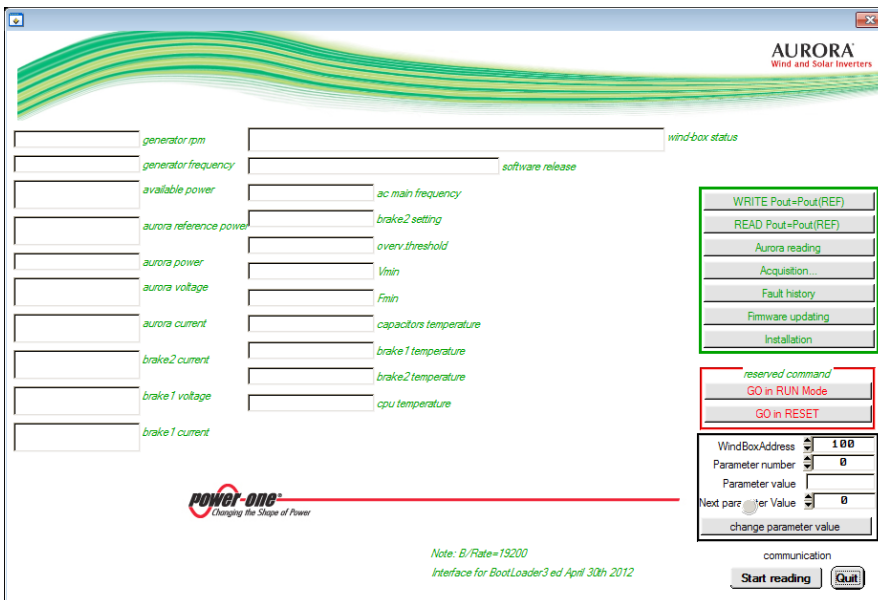 AURORA
Wind and Solar Inverters
generator rpm
wind-box status
generator frequency
software release
available power
ac main frequency
aurora reference power
brake2 setting
overv.threshold
aurora power
Vmin
aurora voltage
Fmin
aurora current
capacitors temperature
brake2 current
brake1 temperature
brake2 temperature
brake1 voltage
cpu temperature
brake1 current
WRITE Pout=Pout(REF)
READ Pout=Pout(REF)
Aurora reading
Acquisition...
Fault history
Firmware updating
Installation
reserved command
GO in RUN Mode
GO in RESET
WindBoxAddress 100
Parameter number 0
Parameter value
Next parameter Value 0
change parameter value
power-one
Changing the Shape of Power
Note: B/Rate=19200
Interface for BootLoader3 ed April 30th 2012
communication
Start reading Quit